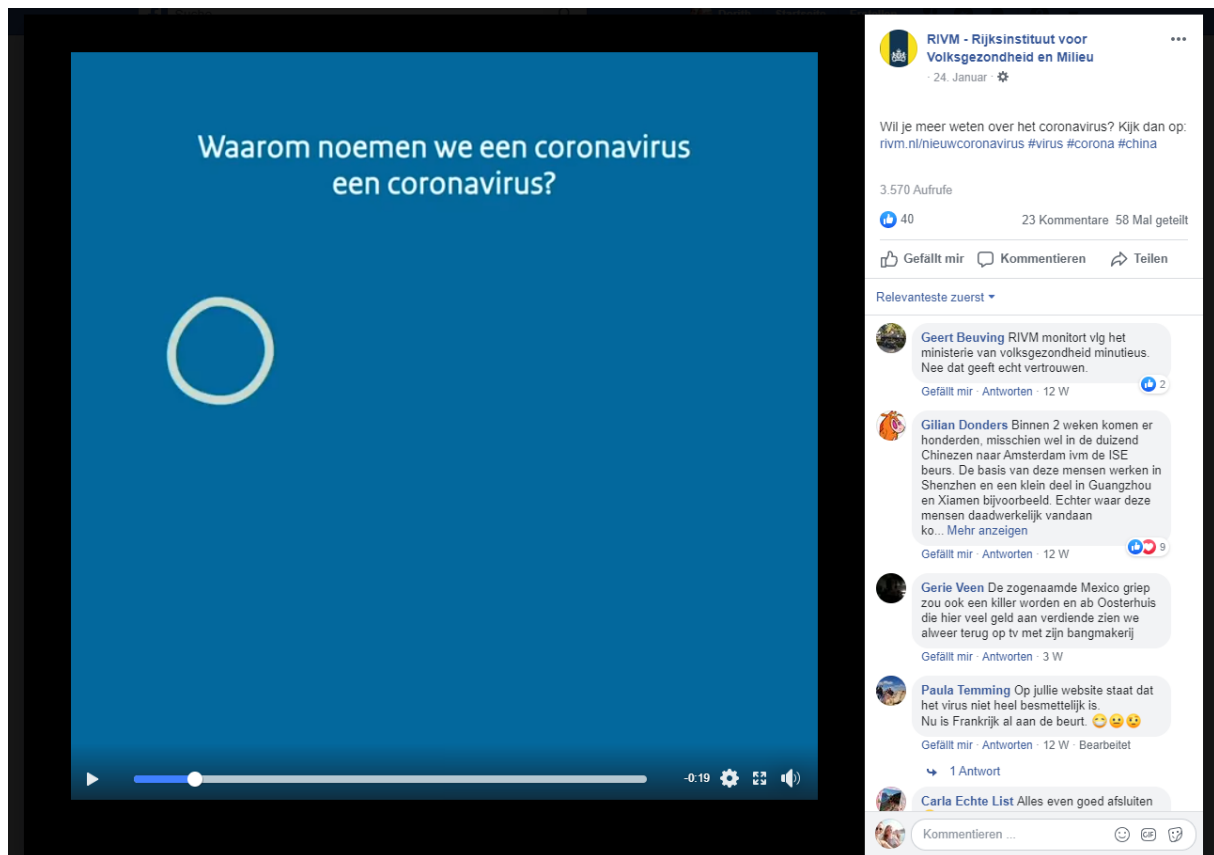 Waarom noemen we een coronavirus
een coronavirus?
-0:19
RIVM - Rijksinstituut voor
Volksgezondheid en Milieu
· 24. Januar ·
Wil je meer weten over het coronavirus? Kijk dan op:
rivm.nl/nieuwcoronavirus #virus #corona #china
3.570 Aufrufe
40
23 Kommentare 58 Mal geteilt
Gefällt mir Kommentieren Teilen
Relevanteste zuerst
Geert Beuving RIVM monitort vlg het
ministerie van volksgezondheid minutieus.
Nee dat geeft echt vertrouwen.
2
Gefällt mir · Antworten · 12 W
Gilian Donders Binnen 2 weken komen er
honderden, misschien wel in de duizend
Chinezen naar Amsterdam ivm de ISE
beurs. De basis van deze mensen werken in
Shenzhen en een klein deel in Guangzhou
en Xiamen bijvoorbeeld. Echter waar deze
mensen daadwerkelijk vandaan
ko... Mehr anzeigen
9
Gefällt mir · Antworten · 12 W
Gerie Veen De zogenaamde Mexico griep
zou ook een killer worden en ab Oosterhuis
die hier veel geld aan verdiende zien we
alweer terug op tv met zijn bangmakerij
Gefällt mir · Antworten · 3 W
Paula Temming Op jullie website staat dat
het virus niet heel besmettelijk is.
Nu is Frankrijk al aan de beurt. 😷😐😢
Gefällt mir · Antworten · 12 W · Bearbeitet
1 Antwort
Carla Echte List Alles even goed afsluiten
Kommentieren ...
GIF